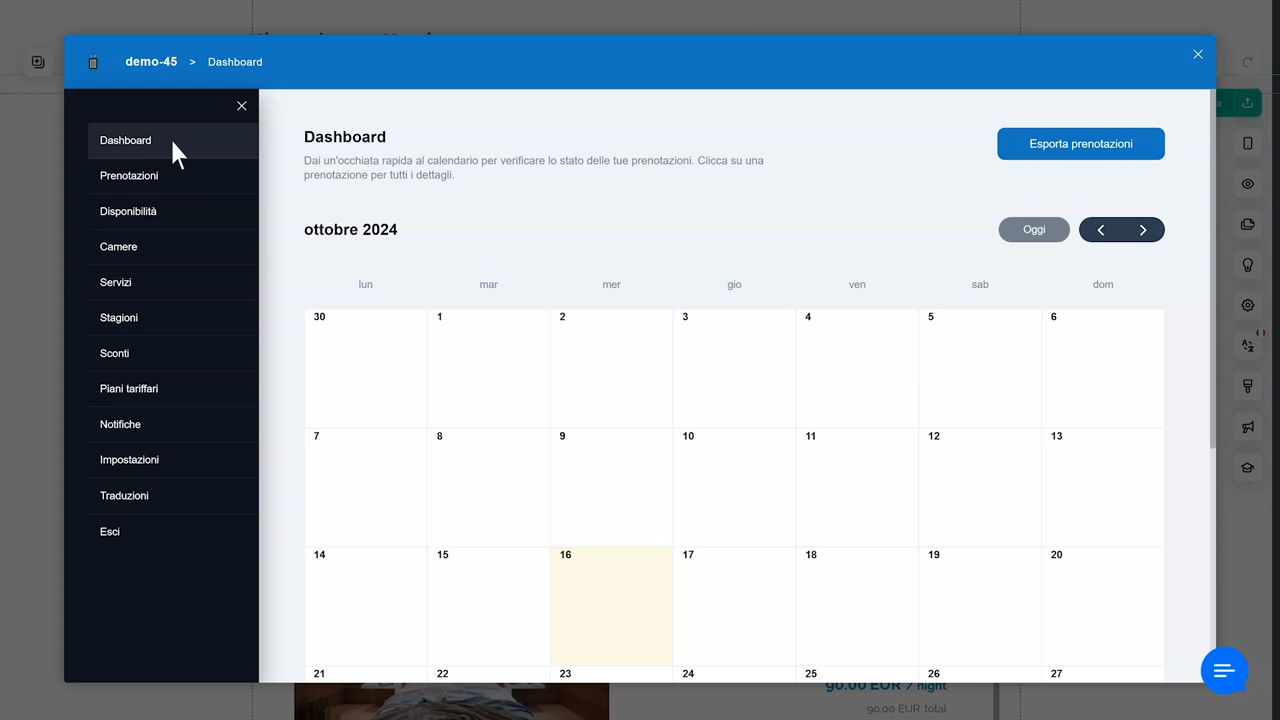 demo-45 > Dashboard
Dashboard
Prenotazioni
Disponibilità
Camere
Servizi
Stagioni
Sconti
Piani tariffari
Notifiche
Impostazioni
Traduzioni
Esci
Dashboard
Dai un'occhiata rapida al calendario per verificare lo stato delle tue prenotazioni. Clicca su una
prenotazione per tutti i dettagli.
Esporta prenotazioni
ottobre 2024
Oggi
lun mar mer gio ven sab dom
30 1 2 3 4 5 6
7 8 9 10 11 12 13
14 15 16 17 18 19 20
21 22 23 24 25 26 27
90.00 EUR / night
90.00 EUR total